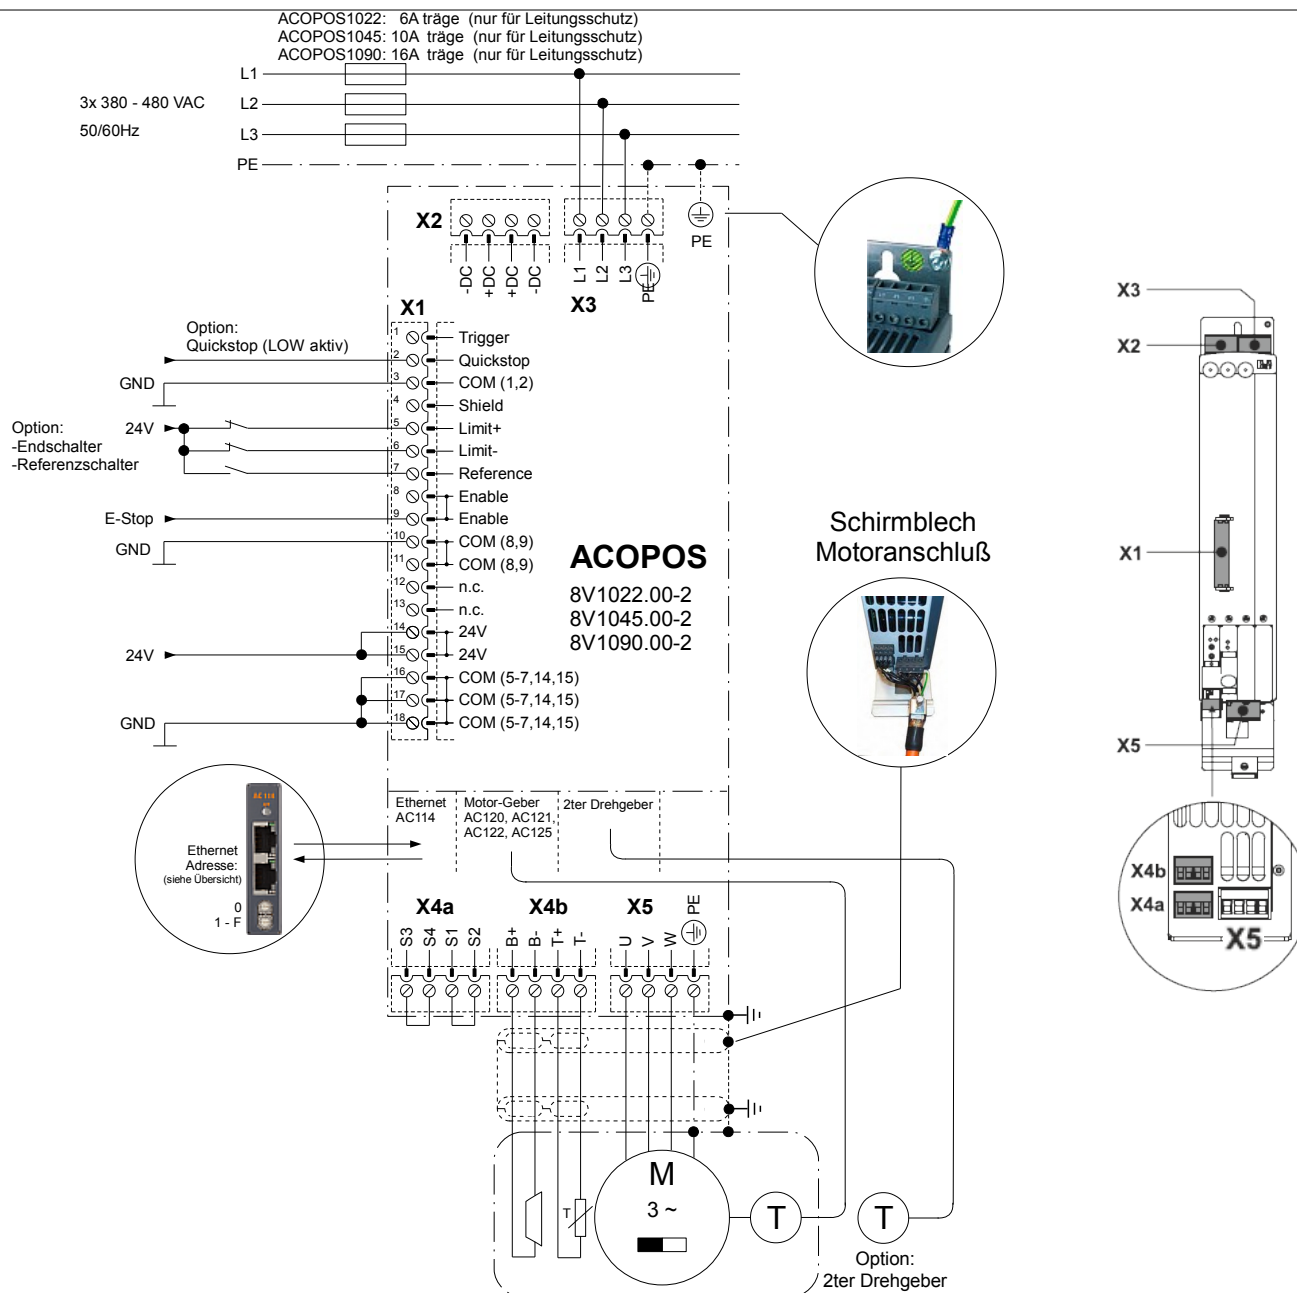 ACOPOS1022: 6A träge (nur für Leitungsschutz)
ACOPOS1045: 10A träge (nur für Leitungsschutz)
ACOPOS1090: 16A träge (nur für Leitungsschutz)
L1
3x 380 - 480 VAC
L2
50/60Hz
L3
PE
X2
-DC
+DC
+DC
-DC
L1
L2
L3
PE
X3
PE
X1
Option:
Quickstop (LOW aktiv)
1 Trigger
2 Quickstop
GND
3 COM (1,2)
4 Shield
Option:
-Endschalter
-Referenzschalter
24V
5 Limit+
6 Limit-
7 Reference
8 Enable
E-Stop
9 Enable
GND
10 COM (8,9)
11 COM (8,9)
12 n.c.
13 n.c.
14 24V
24V
15 24V
16 COM (5-7,14,15)
17 COM (5-7,14,15)
GND
18 COM (5-7,14,15)
ACOPOS
8V1022.00-2
8V1045.00-2
8V1090.00-2
Schirmblech
Motoranschluß
X3
X2
X1
X5
X4b
X4a
X5
AC114
Ethernet
Adresse:
(siehe Übersicht)
0
1 - F
Ethernet
AC114
Motor-Geber
AC120, AC121,
AC122, AC125
2ter Drehgeber
X4a
X4b
X5
S3
S4
S1
S2
B+
B-
T+
T-
U
V
W
PE
T
M
3 ~
T
T
Option:
2ter Drehgeber